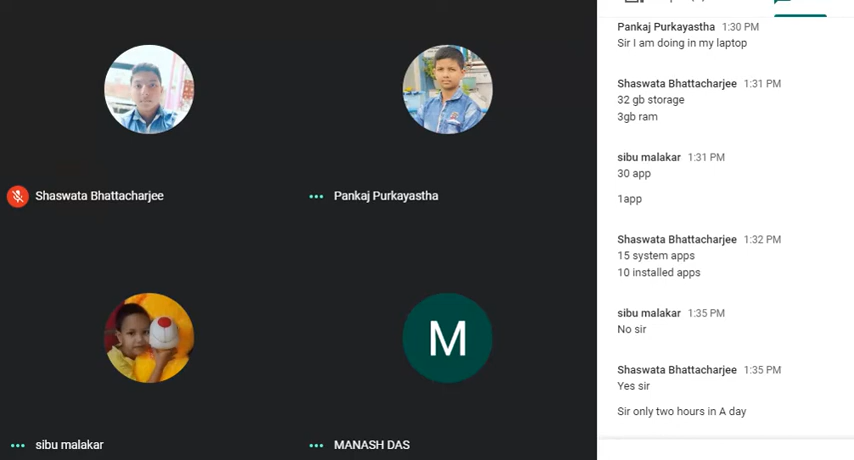 Shaswata Bhattacharjee
Pankaj Purkayastha
sibu malakar
M
MANASH DAS
Pankaj Purkayastha 1:30 PM
Sir I am doing in my laptop
Shaswata Bhattacharjee 1:31 PM
32 gb storage
3gb ram
sibu malakar 1:31 PM
30 app
1app
Shaswata Bhattacharjee 1:32 PM
15 system apps
10 installed apps
sibu malakar 1:35 PM
No sir
Shaswata Bhattacharjee 1:35 PM
Yes sir
Sir only two hours in A day